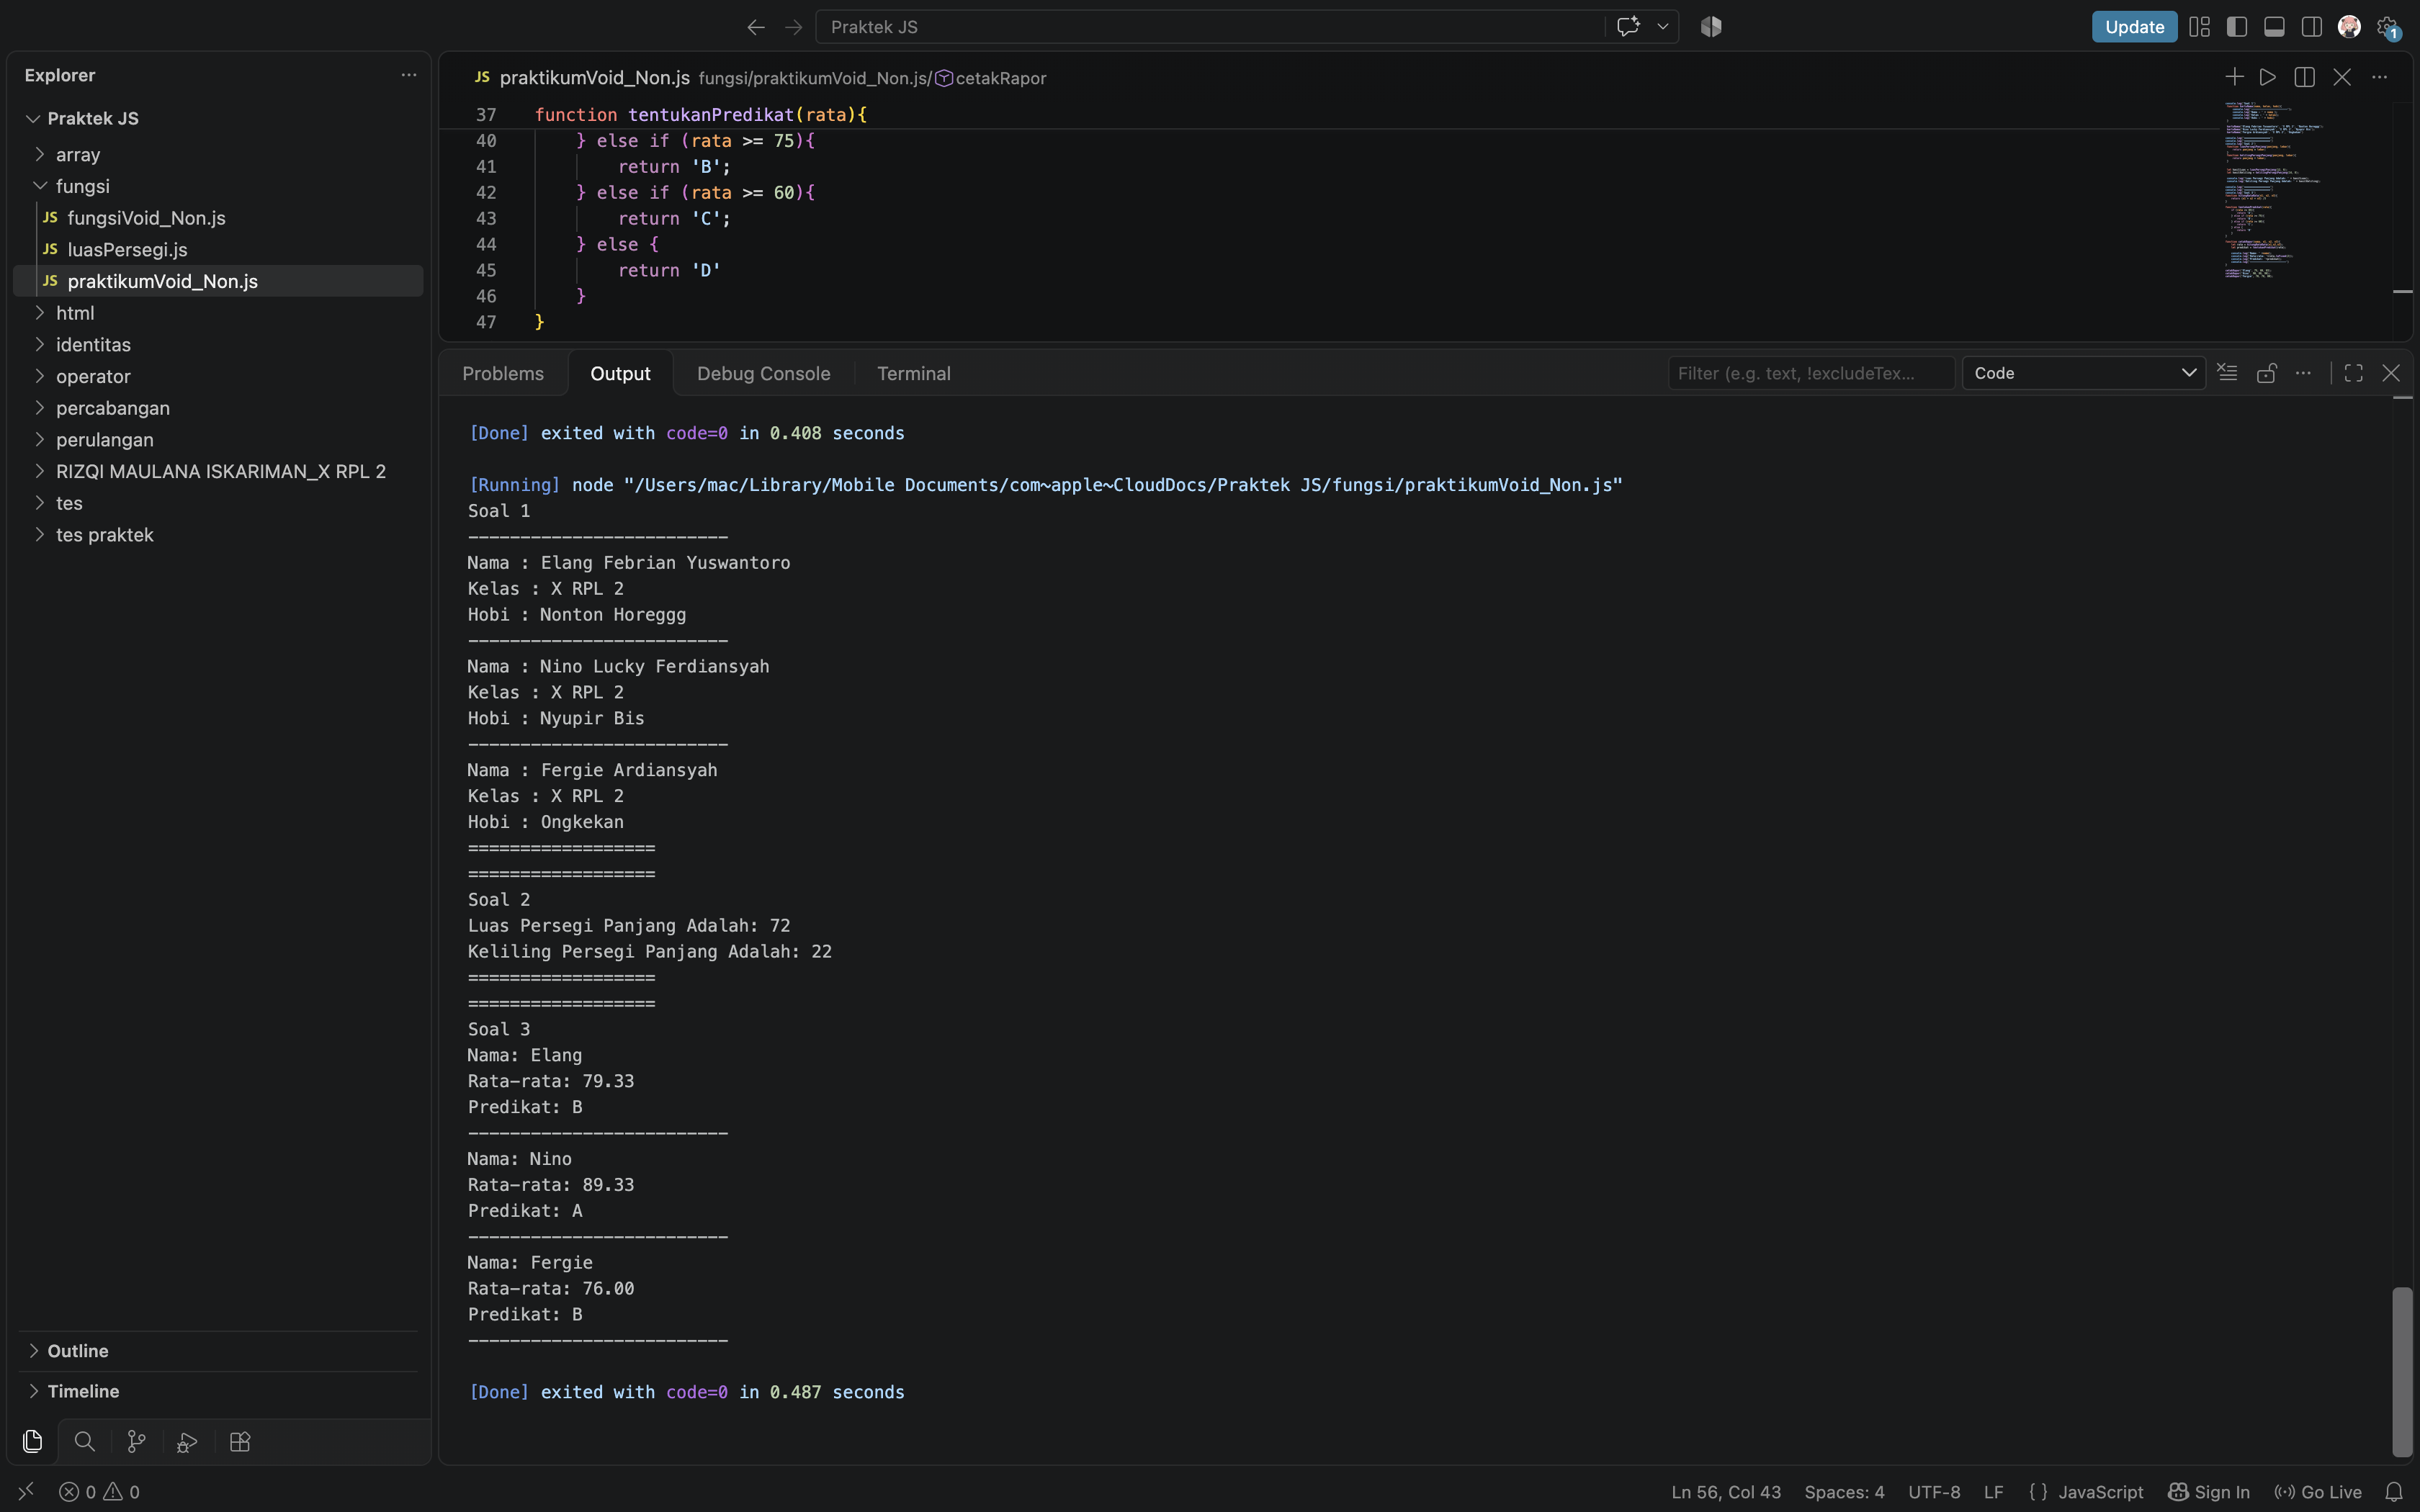 Praktek JS
Update
1
Explorer
Praktek JS
array
fungsi
JS fungsiVoid_Non.js
JS luasPersegi.js
JS praktikumVoid_Non.js
html
identitas
operator
percabangan
perulangan
RIZQI MAULANA ISKARIMAN_X RPL 2
tes
tes praktek
Outline
Timeline
JS praktikumVoid_Non.js fungsi/praktikumVoid_Non.js/cetakRapor
37 function tentukanPredikat(rata){
40 } else if (rata >= 75){
41 return 'B';
42 } else if (rata >= 60){
43 return 'C';
44 } else {
45 return 'D'
46 }
47 }
Problems Output Debug Console Terminal Filter (e.g. text, !excludeTex... Code
[Done] exited with code=0 in 0.408 seconds
[Running] node "/Users/mac/Library/Mobile Documents/com~apple~CloudDocs/Praktek JS/fungsi/praktikumVoid_Non.js"
Soal 1
-------------------------
Nama : Elang Febrian Yuswantoro
Kelas : X RPL 2
Hobi : Nonton Horeggg
-------------------------
Nama : Nino Lucky Ferdiansyah
Kelas : X RPL 2
Hobi : Nyupir Bis
-------------------------
Nama : Fergie Ardiansyah
Kelas : X RPL 2
Hobi : Ongkekan
==================
==================
Soal 2
Luas Persegi Panjang Adalah: 72
Keliling Persegi Panjang Adalah: 22
==================
==================
Soal 3
Nama: Elang
Rata-rata: 79.33
Predikat: B
-------------------------
Nama: Nino
Rata-rata: 89.33
Predikat: A
-------------------------
Nama: Fergie
Rata-rata: 76.00
Predikat: B
-------------------------
[Done] exited with code=0 in 0.487 seconds
0 0
Ln 56, Col 43 Spaces: 4 UTF-8 LF { } JavaScript Sign In Go Live